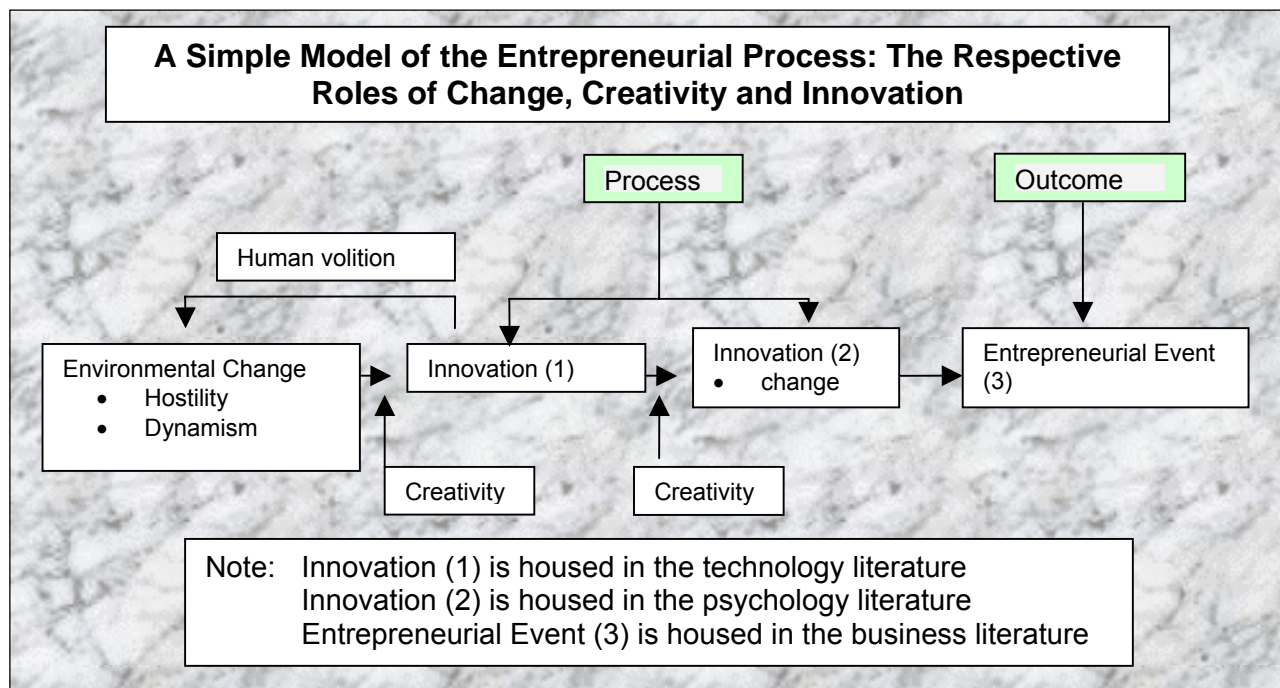 A Simple Model of the Entrepreneurial Process: The Respective
Roles of Change, Creativity and Innovation
Process
Outcome
Human volition
Environmental Change
• Hostility
• Dynamism
Innovation (1)
Innovation (2)
• change
Entrepreneurial Event
(3)
Creativity
Creativity
Note: Innovation (1) is housed in the technology literature
Innovation (2) is housed in the psychology literature
Entrepreneurial Event (3) is housed in the business literature